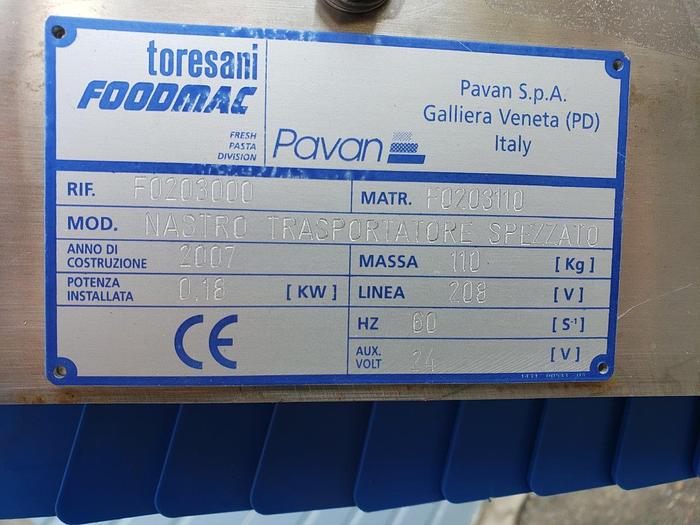 toresani
FOODMAC
FRESH
PASTA
DIVISION
Pavan
Pavan S.p.A.
Galliera Veneta (PD)
Italy
RIF. F0203000
MATR. F0203110
MOD. NASTRO TRASPORTATORE SPEZZATO
ANNO DI
COSTRUZIONE 2007
MASSA 110 [Kg]
POTENZA
INSTALLATA 0.18 [KW]
LINEA 208 [V]
HZ 60 [S-1]
CE
AUX.
VOLT 24 [V]